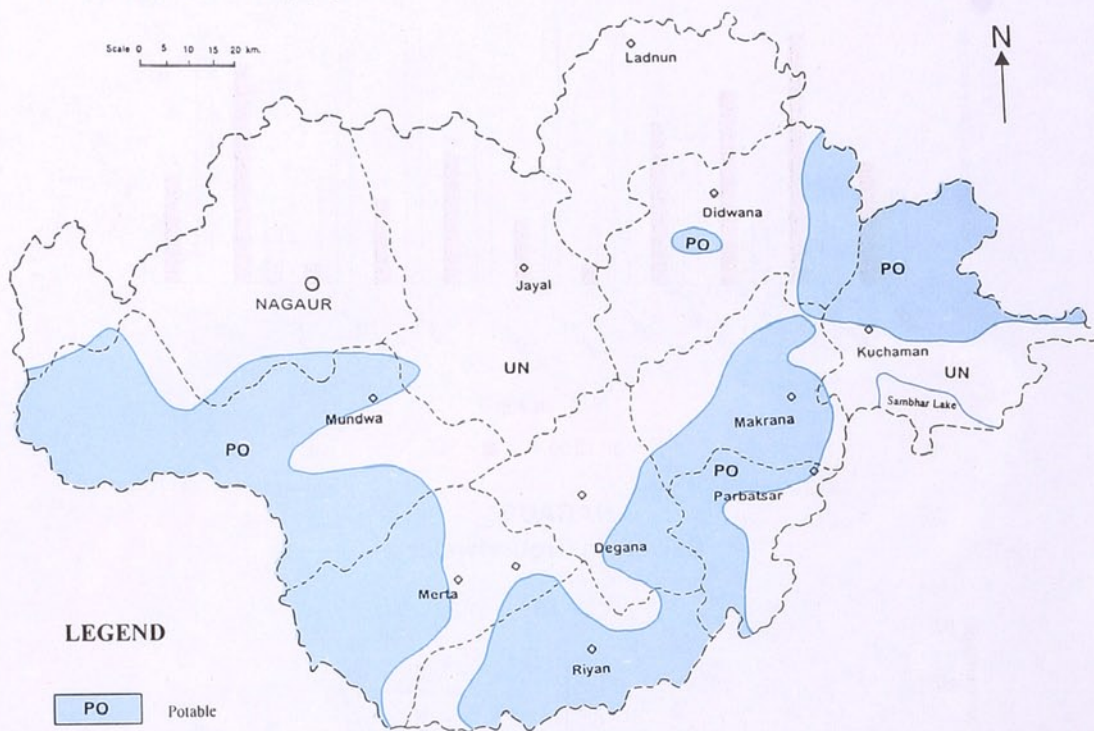 Scale 0 5 10 15 20 km.
N
Ladnun
Didwana
PO
PO
NAGAUR
Jayal
Kuchaman
UN
UN
Sambhar Lake
Makrana
Mundwa
PO
PO
Parbatsar
Degana
Merta
Riyan
LEGEND
PO Potable